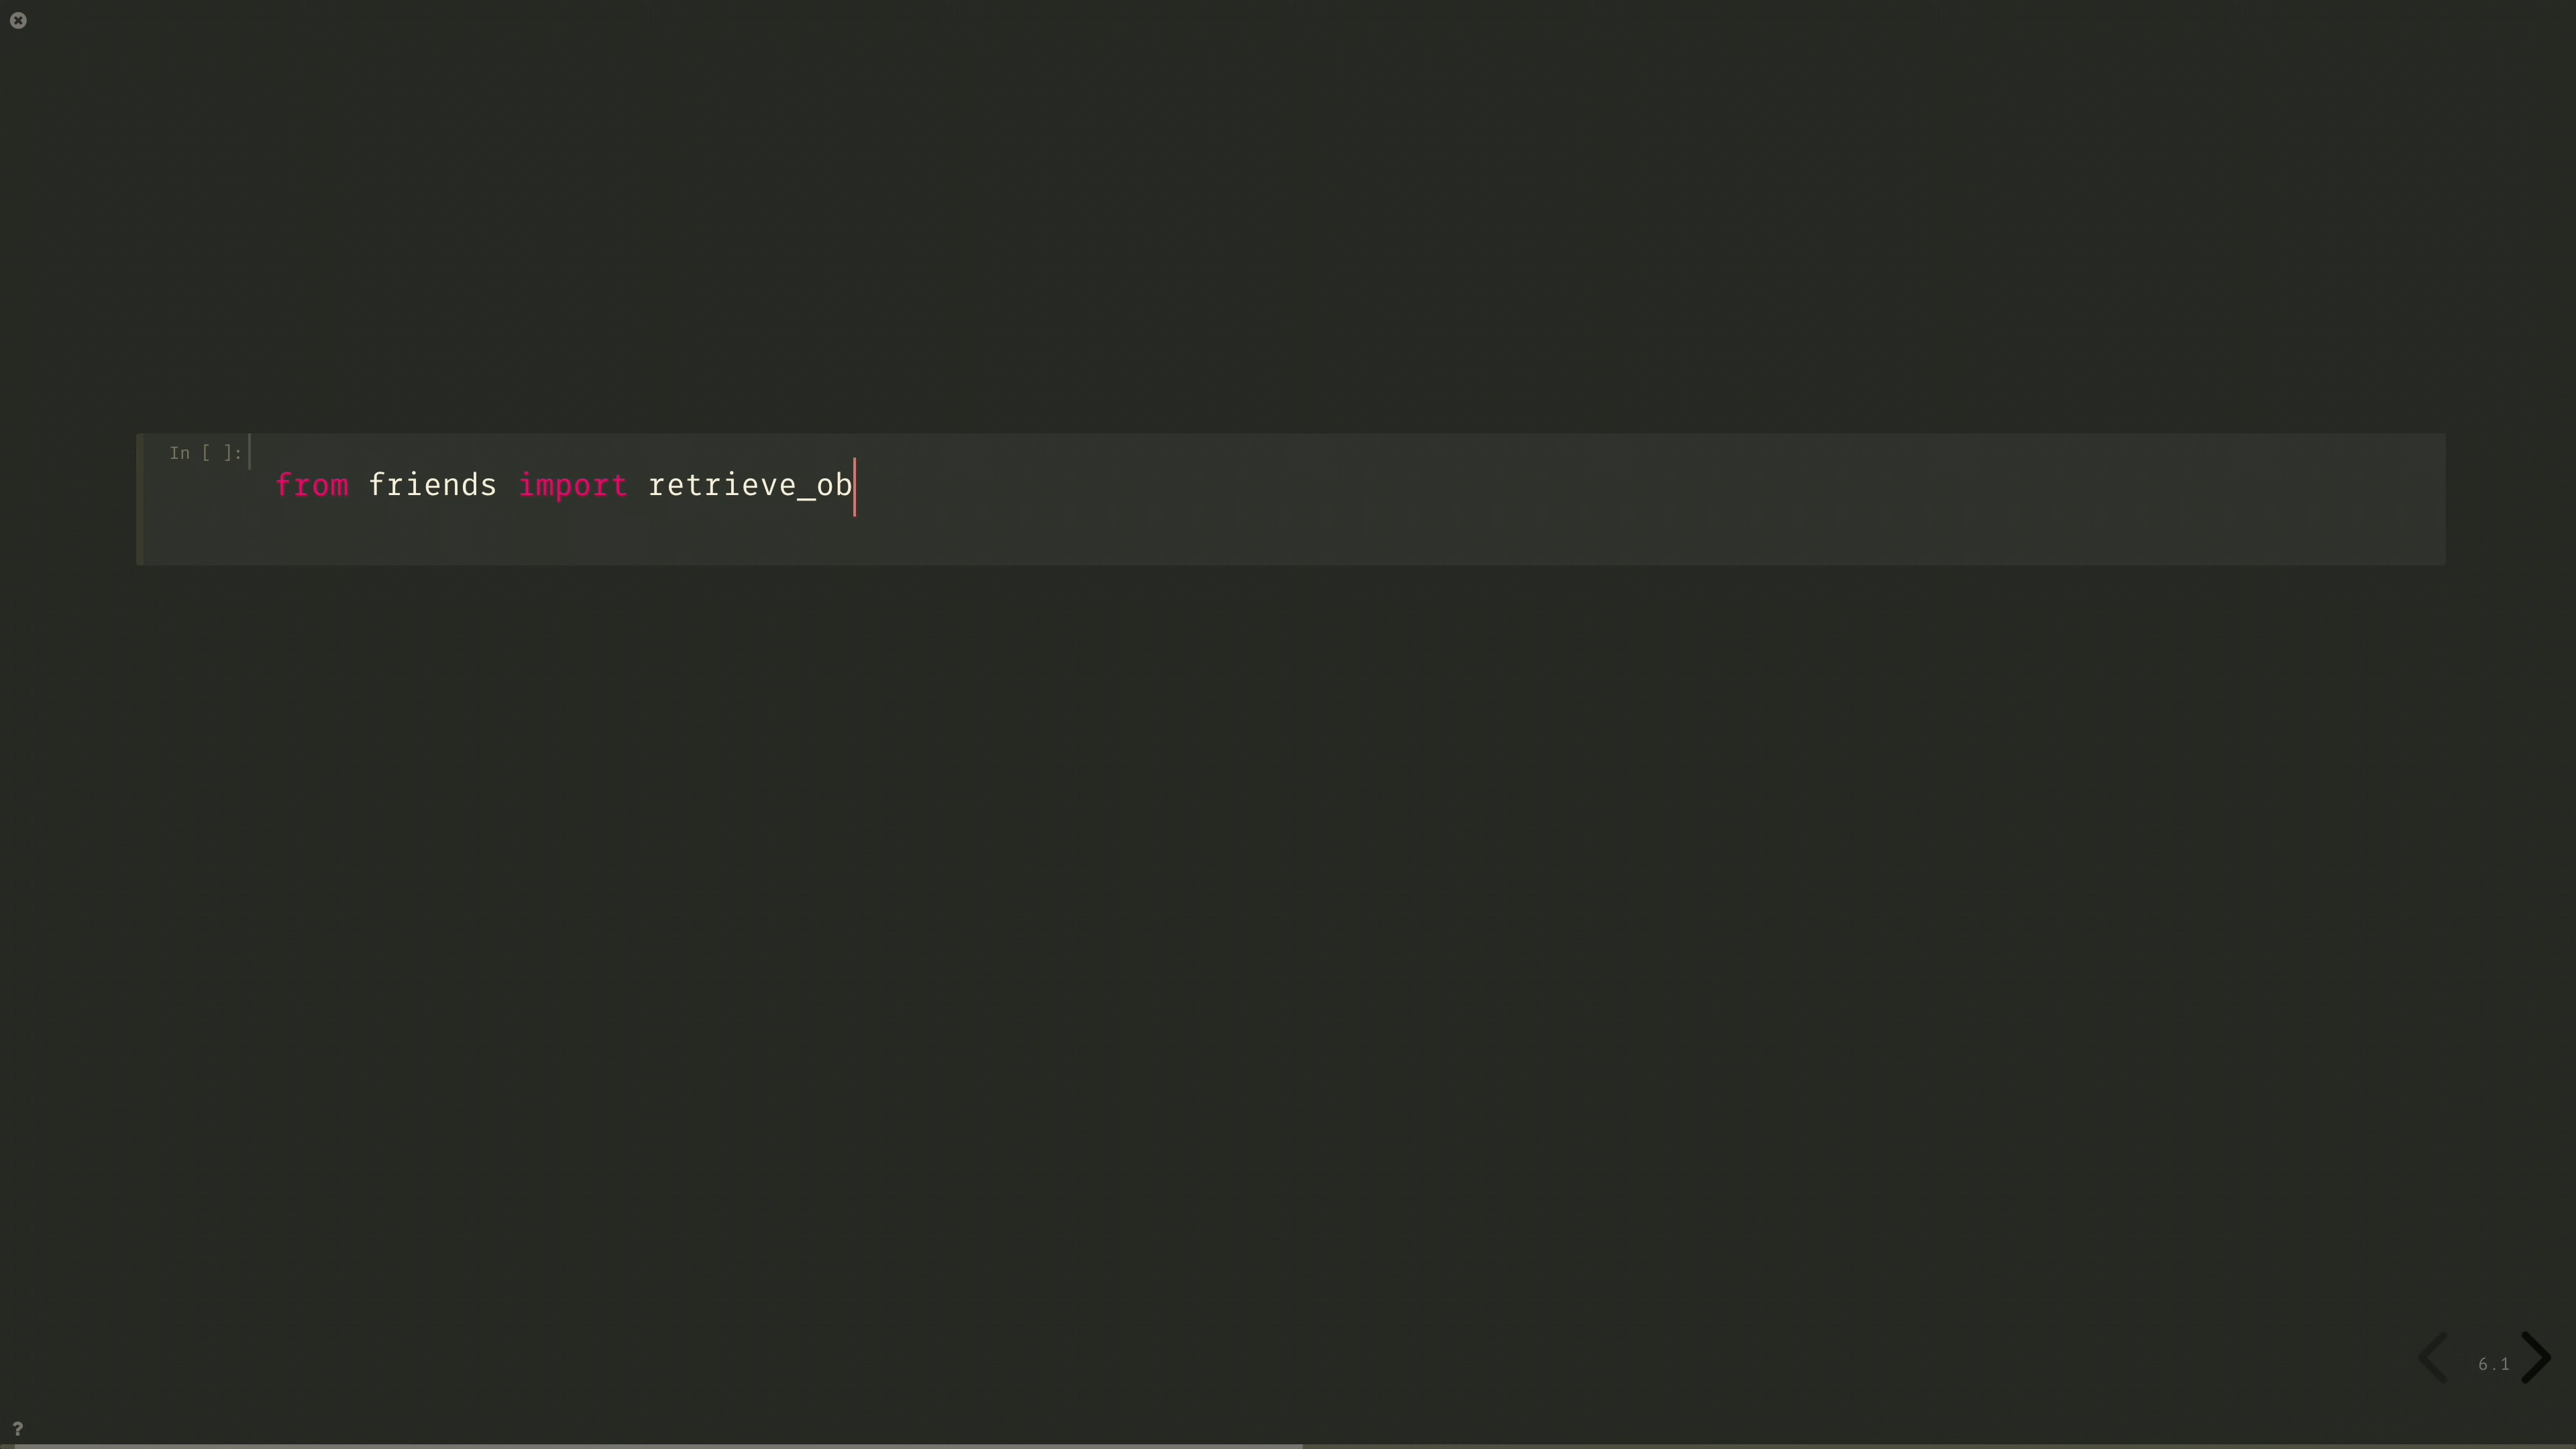 In [ ]:
from friends import retrieve_ob
6.1
?